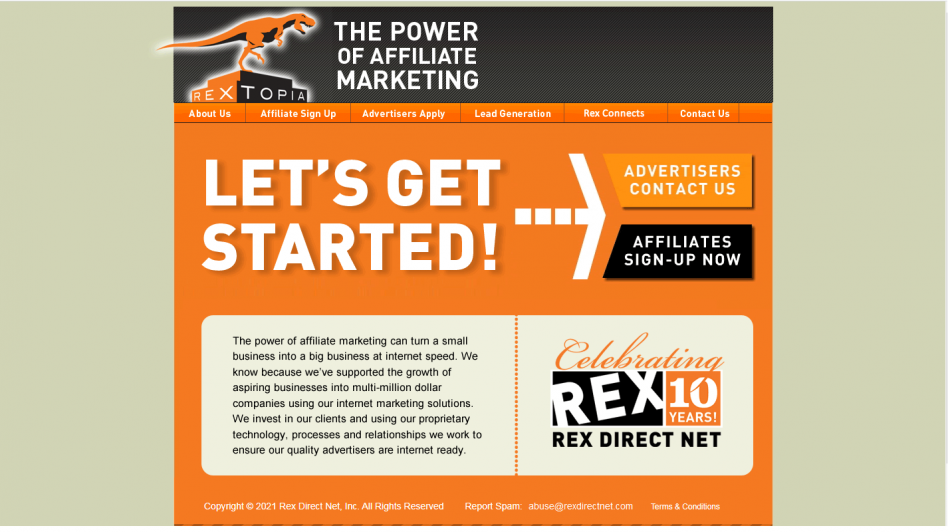 THE POWER
OF AFFILIATE
MARKETING
REXTOPIA
About Us Affiliate Sign Up Advertisers Apply Lead Generation Rex Connects Contact Us
LET'S GET
STARTED!
ADVERTISERS
CONTACT US
AFFILIATES
SIGN-UP NOW
The power of affiliate marketing can turn a small
business into a big business at internet speed. We
know because we've supported the growth of
aspiring businesses into multi-million dollar
companies using our internet marketing solutions.
We invest in our clients and using our proprietary
technology, processes and relationships we work to
ensure our quality advertisers are internet ready.
Celebrating
REX 10
YEARS!
REX DIRECT NET
Copyright © 2021 Rex Direct Net, Inc. All Rights Reserved Report Spam: abuse@rexdirectnet.com Terms & Conditions